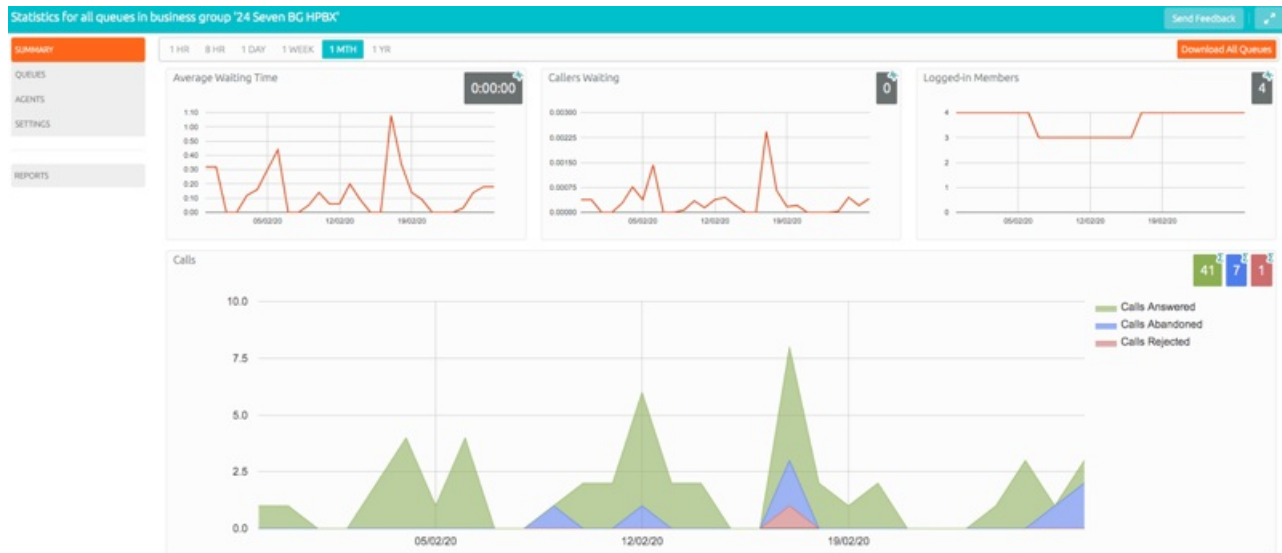 Statistics for all queues in business group '24 Seven BG HPBX'
Send Feedback
SUMMARY
QUEUES
AGENTS
SETTINGS
REPORTS
1 HR 8 HR 1 DAY 1 WEEK 1 MTH 1 YR
Download All Queues
Average Waiting Time
0:00:00
1:10
1:00
0:50
0:40
0:30
0:20
0:10
0:00
05/02/20 12/02/20 19/02/20
Callers Waiting
0
0.00300
0.00225
0.00150
0.00075
0.00000
05/02/20 12/02/20 19/02/20
Logged-in Members
4
4
3
2
1
0
05/02/20 12/02/20 19/02/20
Calls
41 Σ 7 Σ 1 Σ
10.0
7.5
5.0
2.5
0.0
05/02/20 12/02/20 19/02/20
Calls Answered
Calls Abandoned
Calls Rejected